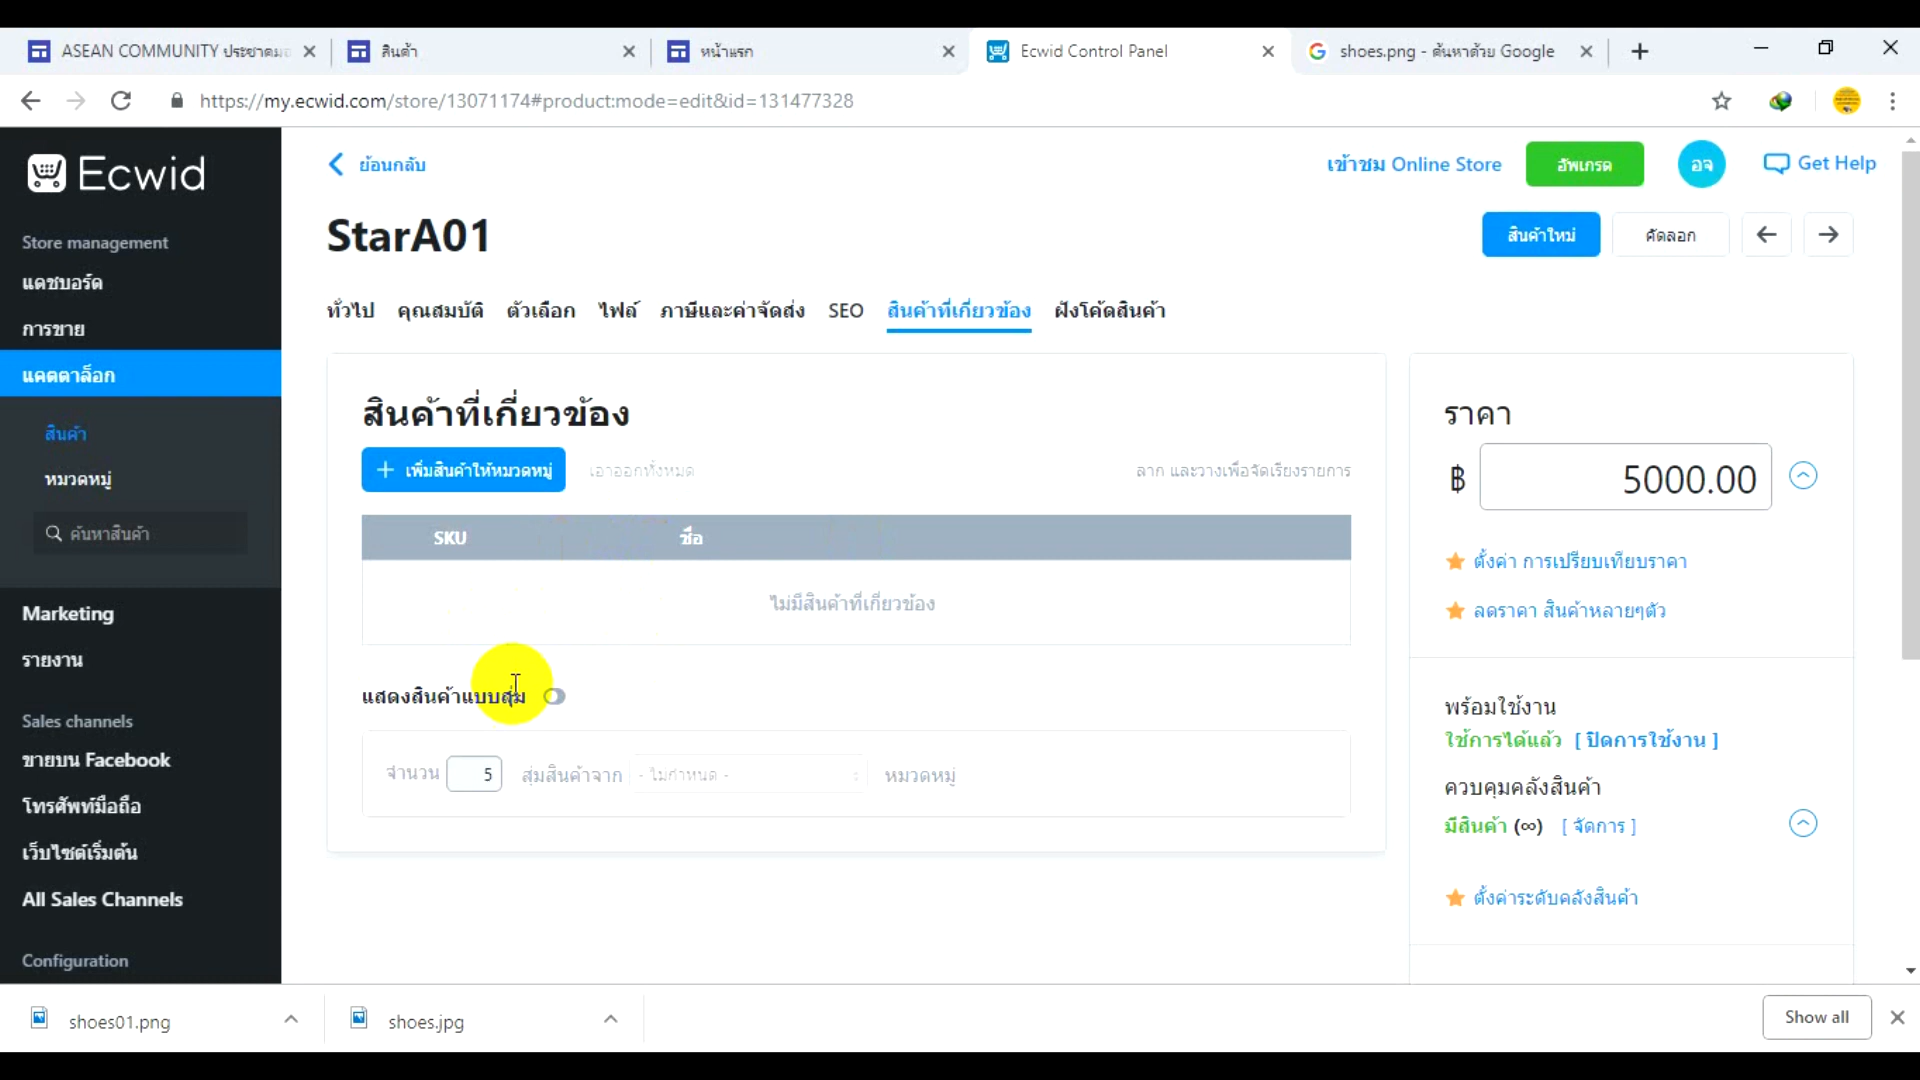 ASEAN COMMUNITY ประชาคมอ
สินค้า
หน้าแรก
Ecwid Control Panel
shoes.png - ค้นหาด้วย Google
https://my.ecwid.com/store/13071174#product:mode=edit&id=131477328
Ecwid
ย้อนกลับ
เข้าชม Online Store
อัพเกรด
อจ
Get Help
StarA01
สินค้าใหม่
คัดลอก
Store management
แดชบอร์ด
การขาย
แคตตาล็อก
สินค้า
หมวดหมู่
ค้นหาสินค้า
Marketing
รายงาน
Sales channels
ขายบน Facebook
โทรศัพท์มือถือ
เว็บไซต์เริ่มต้น
All Sales Channels
Configuration
ทั่วไป คุณสมบัติ ตัวเลือก ไฟล์ ภาษีและค่าจัดส่ง SEO สินค้าที่เกี่ยวข้อง ฝังโค้ดสินค้า
สินค้าที่เกี่ยวข้อง
+ เพิ่มสินค้าให้หมวดหมู่ เอาออกทั้งหมด ลาก และวางเพื่อจัดเรียงรายการ
SKU ชื่อ
ไม่มีสินค้าที่เกี่ยวข้อง
แสดงสินค้าแบบสุ่ม
จำนวน 5 สุ่มสินค้าจาก - ไม่กำหนด - หมวดหมู่
ราคา
฿ 5000.00
ตั้งค่า การเปรียบเทียบราคา
ลดราคา สินค้าหลายๆตัว
พร้อมใช้งาน
ใช้การได้แล้ว [ ปิดการใช้งาน ]
ควบคุมคลังสินค้า
มีสินค้า (∞) [ จัดการ ]
ตั้งค่าระดับคลังสินค้า
shoes01.png
shoes.jpg
Show all